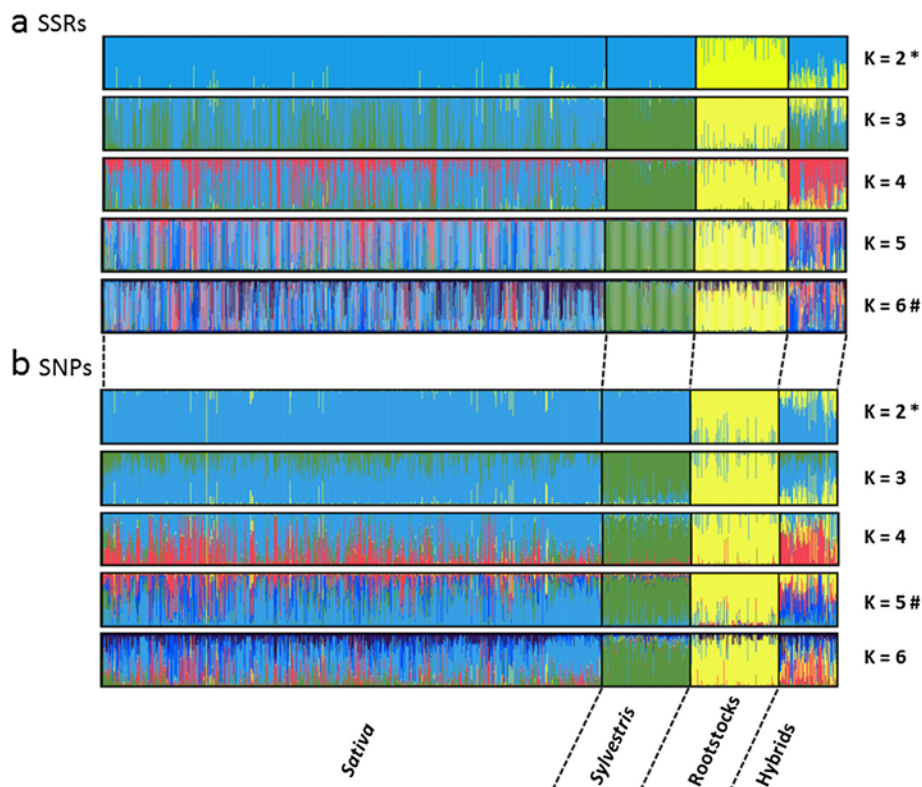 a SSRs
K = 2 *
K = 3
K = 4
K = 5
K = 6 #
b SNPs
K = 2 *
K = 3
K = 4
K = 5 #
K = 6
Sativa
Sylvestris
Rootstocks
Hybrids